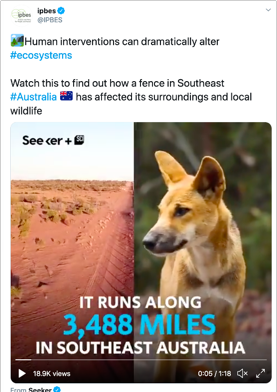 ipbes
@IPBES
ipbes
Human interventions can dramatically alter
#ecosystems
Watch this to find out how a fence in Southeast
#Australia has affected its surroundings and local
wildlife
Seeker +
IT RUNS ALONG
3,488 MILES
IN SOUTHEAST AUSTRALIA
18.9K views
0:05 / 1:18
From Seeker